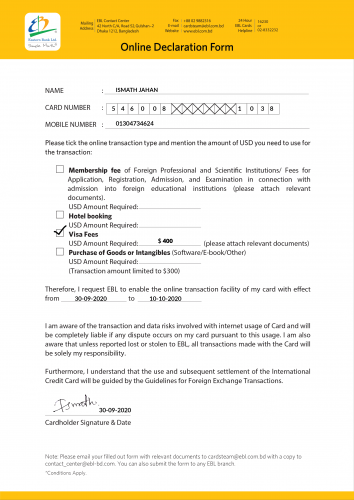 EBL
Eastern Bank Ltd.
Simple Math®
Mailing Address : EBL Contact Center
42 North C/A, Road 53, Gulshan-2
Dhaka 1212, Bangladesh
Fax : +88 02 9882314
E-mail : cardsteam@ebl.com.bd
Website : www.ebl.com.bd
24-Hour EBL Cards Helpline : 16230
or
02-8332232
Online Declaration Form
NAME : ISMATH JAHAN
CARD NUMBER : 5 4 6 0 0 8 X X X X X X 1 0 3 8
MOBILE NUMBER : 01304734624
Please tick the online transaction type and mention the amount of USD you need to use for
the transaction:
Membership fee of Foreign Professional and Scientific Institutions/ Fees for
Application, Registration, Admission, and Examination in connection with
admission into foreign educational institutions (please attach relevant
documents).
USD Amount Required:
Hotel booking
USD Amount Required:
Visa Fees
USD Amount Required: $ 400 (please attach relevant documents)
Purchase of Goods or Intangibles (Software/E-book/Other)
USD Amount Required:
(Transaction amount limited to $300)
Therefore, I request EBL to enable the online transaction facility of my card with effect
from 30-09-2020 to 10-10-2020
I am aware of the transaction and data risks involved with internet usage of Card and will
be completely liable if any dispute occurs on my card pursuant to this usage. I am also
aware that unless reported lost or stolen to EBL, all transactions made with the Card will
be solely my responsibility.
Furthermore, I understand that the use and subsequent settlement of the International
Credit Card will be guided by the Guidelines for Foreign Exchange Transactions.
Ismath 30-09-2020
Cardholder Signature & Date
Note: Please email your filled out form with relevant documents to cardsteam@ebl.com.bd with a copy to
contact_center@ebl-bd.com. You can also submit the form to any EBL branch
*Conditions Apply.